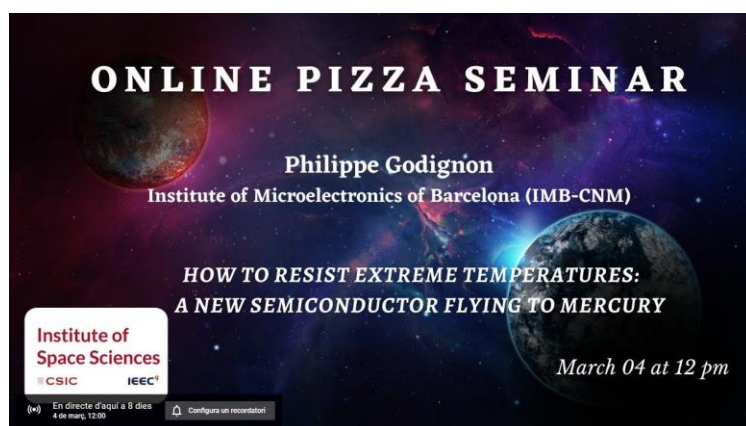 ONLINE PIZZA SEMINAR
Philippe Godignon
Institute of Microelectronics of Barcelona (IMB-CNM)
HOW TO RESIST EXTREME TEMPERATURES:
A NEW SEMICONDUCTOR FLYING TO MERCURY
Institute of
Space Sciences
CSIC IEEC
March 04 at 12 pm
En directe d'aquí a 8 dies
4 de març, 12:00
Configura un recordatori